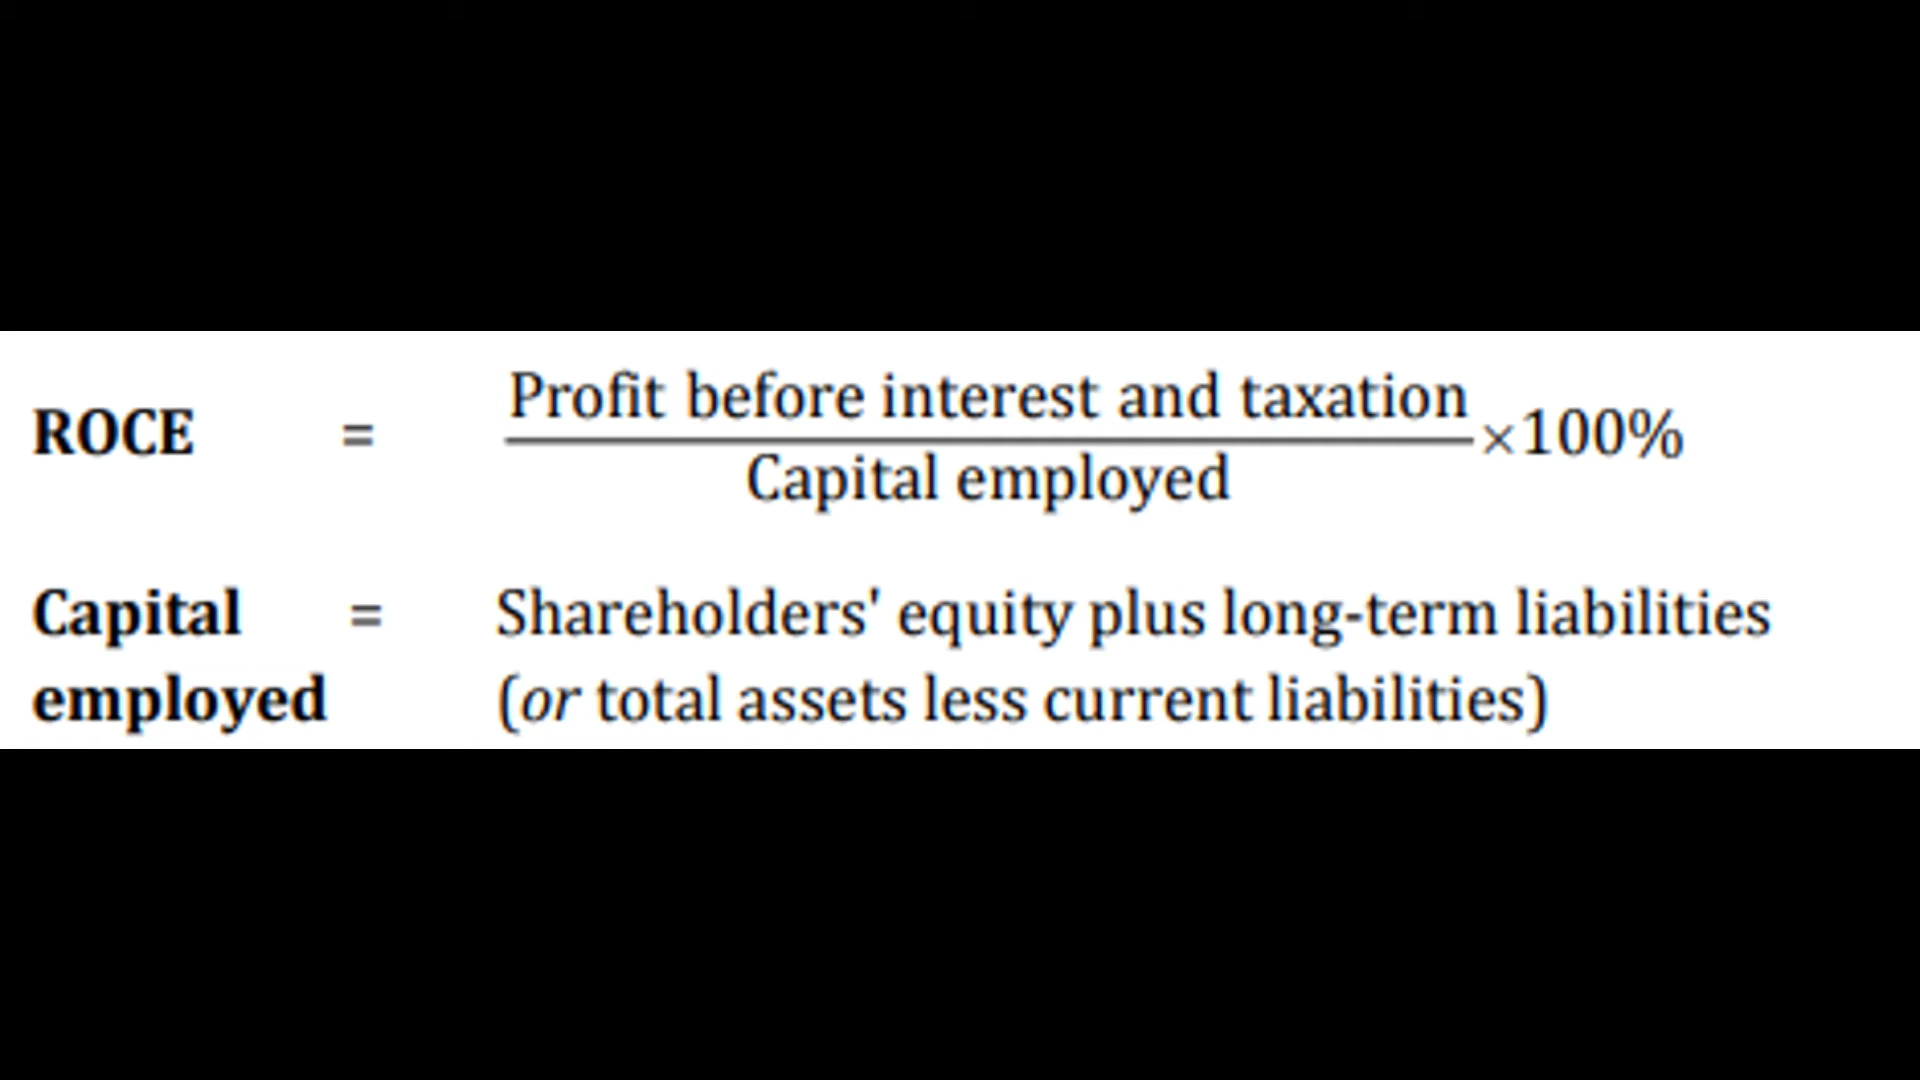 ROCE = Profit before interest and taxation ×100%
Capital employed
Capital = Shareholders' equity plus long-term liabilities
employed (or total assets less current liabilities)